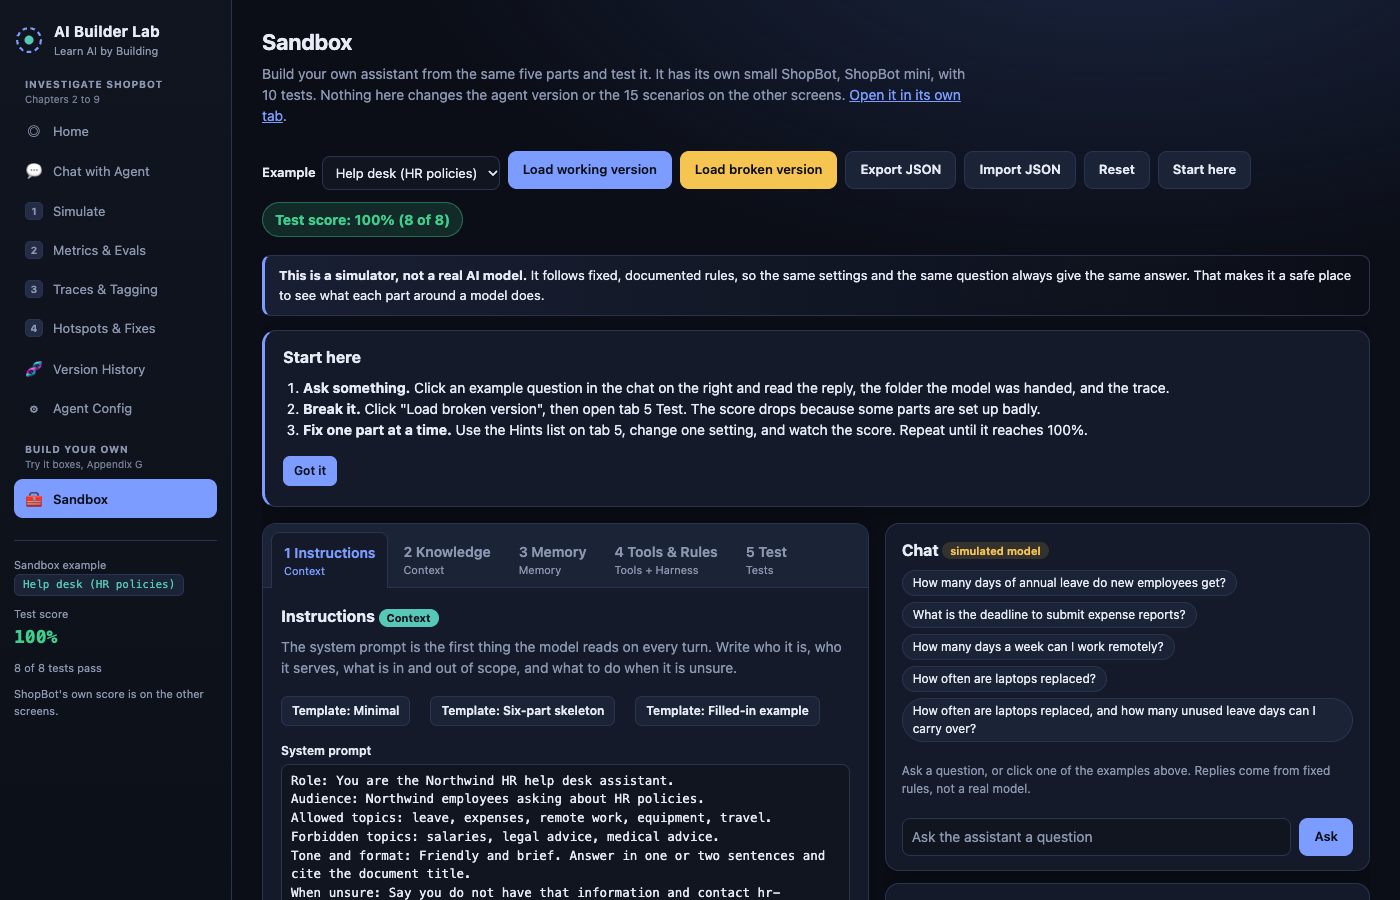 AI Builder Lab
Learn AI by Building
INVESTIGATE SHOPBOT
Chapters 2 to 9
Home
Chat with Agent
1 Simulate
2 Metrics & Evals
3 Traces & Tagging
4 Hotspots & Fixes
Version History
Agent Config
BUILD YOUR OWN
Try It boxes, Appendix G
Sandbox
Sandbox example
Help desk (HR policies)
Test score
100%
8 of 8 tests pass
ShopBot's own score is on the other
screens.
Sandbox
Build your own assistant from the same five parts and test it. It has its own small ShopBot, ShopBot mini, with
10 tests. Nothing here changes the agent version or the 15 scenarios on the other screens. Open it in its own
tab.
Example Help desk (HR policies) Load working version Load broken version Export JSON Import JSON Reset Start here
Test score: 100% (8 of 8)
This is a simulator, not a real AI model. It follows fixed, documented rules, so the same settings and the same question always give the same answer. That makes it a safe place
to see what each part around a model does.
Start here
1. Ask something. Click an example question in the chat on the right and read the reply, the folder the model was handed, and the trace.
2. Break it. Click "Load broken version", then open tab 5 Test. The score drops because some parts are set up badly.
3. Fix one part at a time. Use the Hints list on tab 5, change one setting, and watch the score. Repeat until it reaches 100%.
Got it
1 Instructions 2 Knowledge 3 Memory 4 Tools & Rules 5 Test
Context Context Memory Tools + Harness Tests
Instructions Context
The system prompt is the first thing the model reads on every turn. Write who it is, who
it serves, what is in and out of scope, and what to do when it is unsure.
Template: Minimal Template: Six-part skeleton Template: Filled-in example
System prompt
Role: You are the Northwind HR help desk assistant.
Audience: Northwind employees asking about HR policies.
Allowed topics: leave, expenses, remote work, equipment, travel.
Forbidden topics: salaries, legal advice, medical advice.
Tone and format: Friendly and brief. Answer in one or two sentences and
cite the document title.
When unsure: Say you do not have that information and contact hr-
Chat simulated model
How many days of annual leave do new employees get?
What is the deadline to submit expense reports?
How many days a week can I work remotely?
How often are laptops replaced?
How often are laptops replaced, and how many unused leave days can I
carry over?
Ask a question, or click one of the examples above. Replies come from fixed
rules, not a real model.
Ask the assistant a question Ask